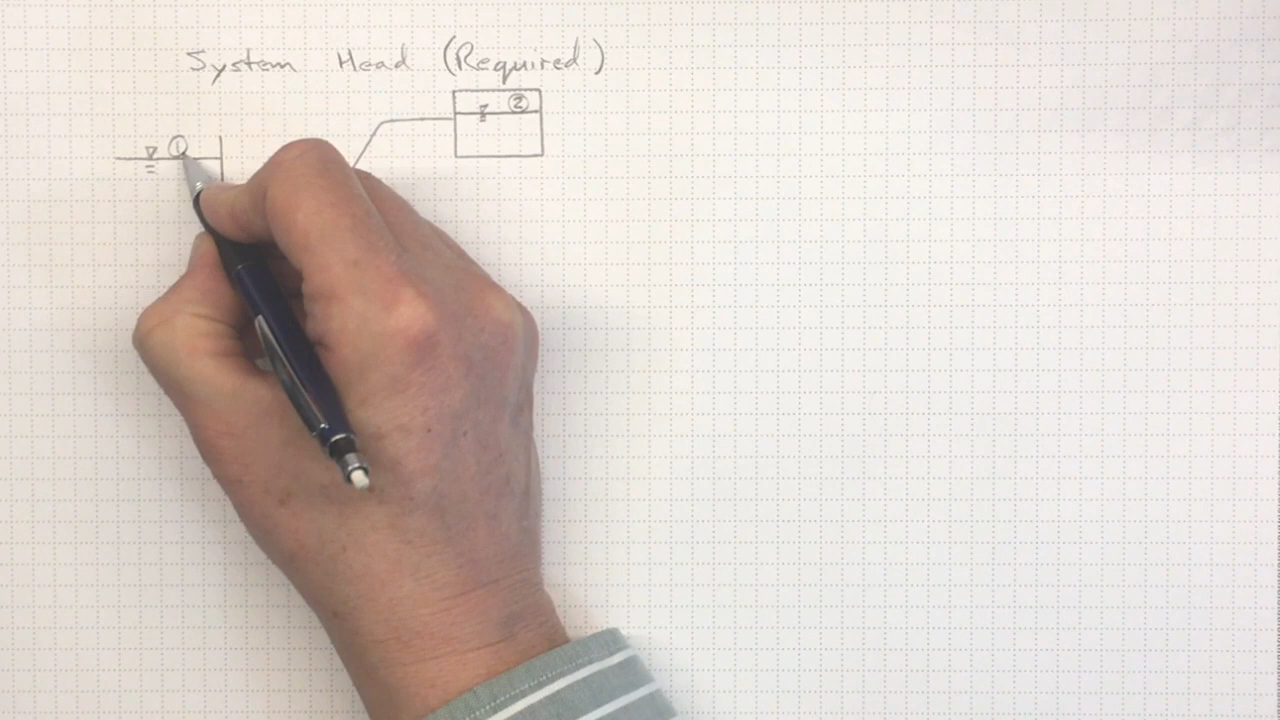 System Head (Required)
②
①